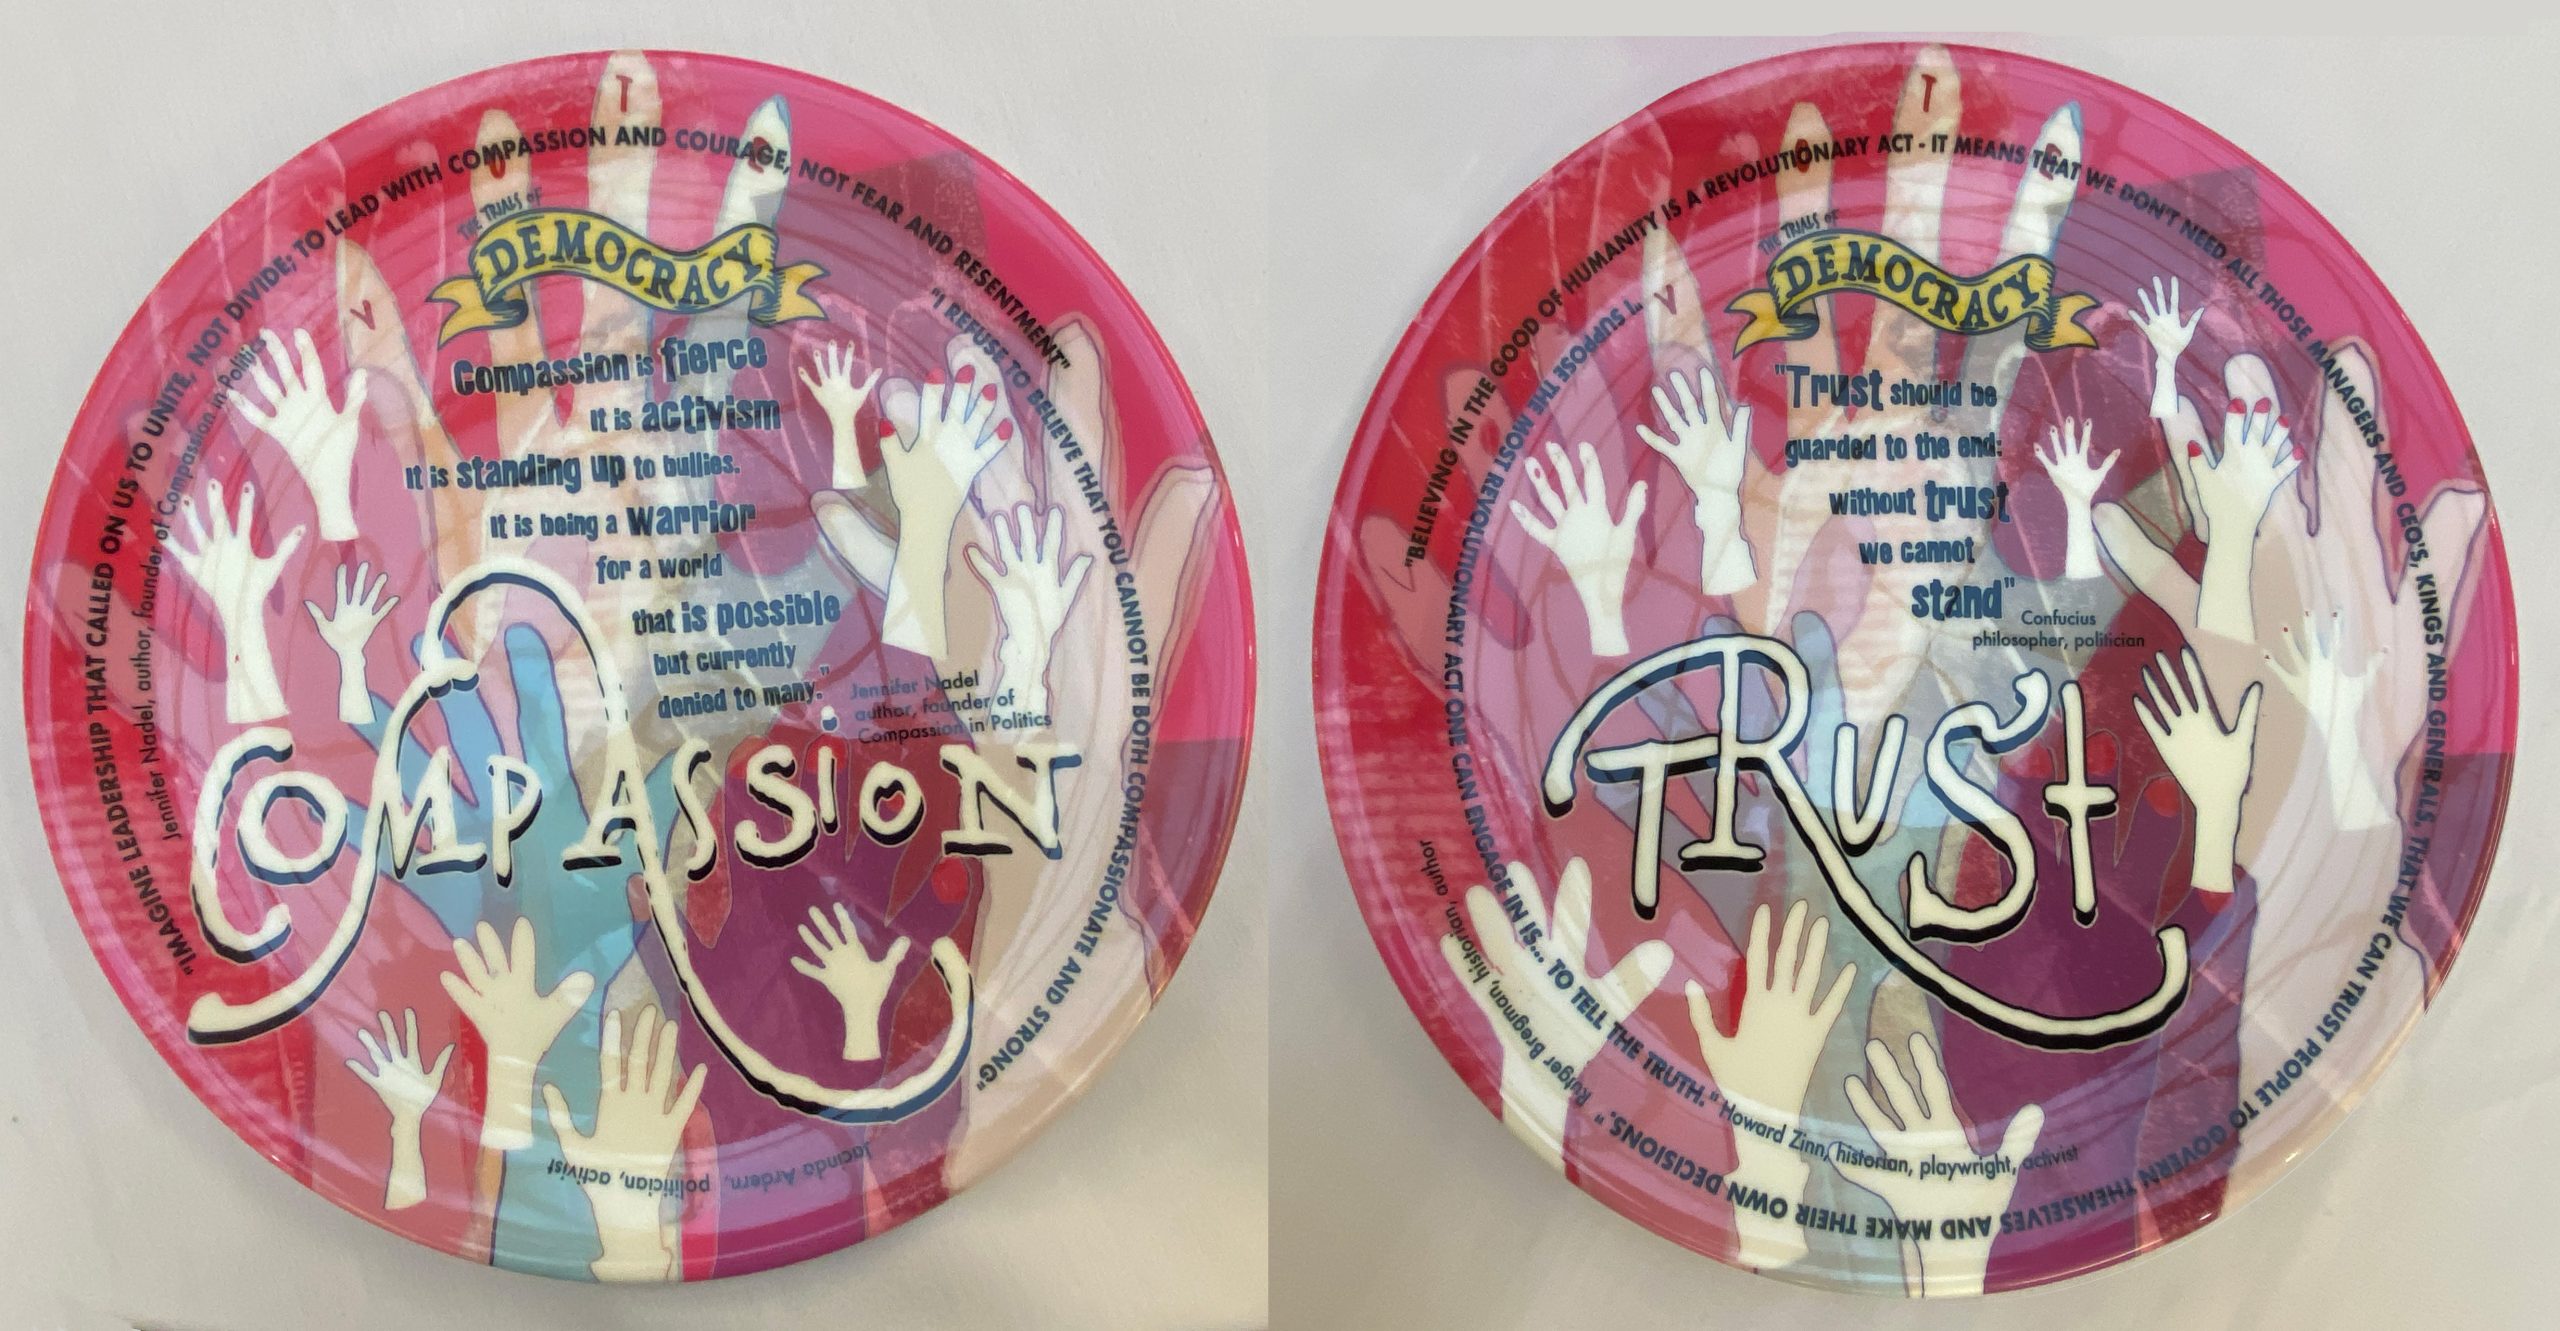 V O T E
THE TRIALS OF
DEMOCRACY
Compassion is fierce
It is activism
It is standing up to bullies.
It is being a warrior
for a world
that is possible
but currently
denied to many."
Jennifer Nadel
author, founder of
Compassion in Politics
COMPASSION
"IMAGINE LEADERSHIP THAT CALLED ON US TO UNITE, NOT DIVIDE; TO LEAD WITH COMPASSION AND COURAGE, NOT FEAR AND RESENTMENT"
Jennifer Nadel, author, founder of Compassion in Politics
"I REFUSE TO BELIEVE THAT YOU CANNOT BE BOTH COMPASSIONATE AND STRONG"
Jacinda Ardern, politician, activist
V O T E
THE TRIALS OF
DEMOCRACY
"Trust should be
guarded to the end:
without trust
we cannot
stand"
Confucius
philosopher, politician
TRUST
"BELIEVING IN THE GOOD OF HUMANITY IS A REVOLUTIONARY ACT - IT MEANS THAT WE DON'T NEED ALL THOSE MANAGERS AND CEO'S, KINGS AND GENERALS. THAT WE CAN TRUST PEOPLE TO GOVERN THEMSELVES AND MAKE THEIR OWN DECISIONS."
Rutger Bregman, historian, author
"I SUPPOSE THE MOST REVOLUTIONARY ACT ONE CAN ENGAGE IN IS... TO TELL THE TRUTH."
Howard Zinn, historian, playwright, activist